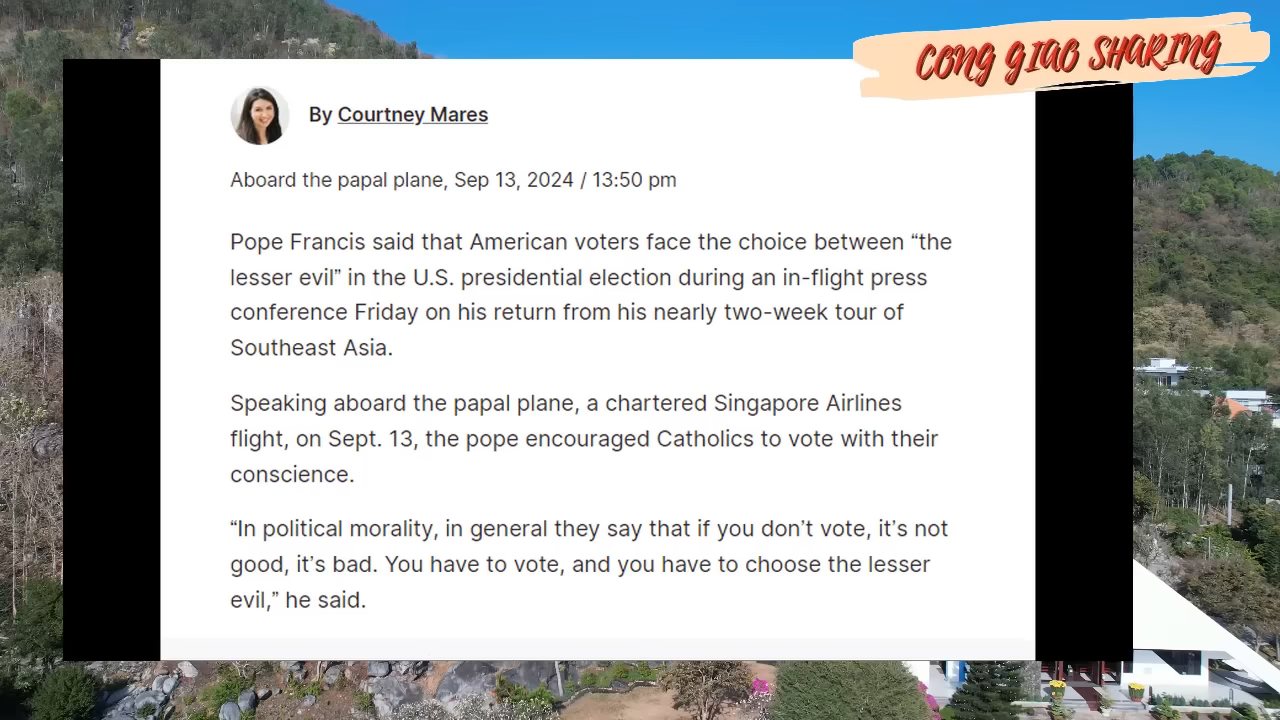 CONG GIAO SHARING
By Courtney Mares
Aboard the papal plane, Sep 13, 2024 / 13:50 pm
Pope Francis said that American voters face the choice between “the
lesser evil” in the U.S. presidential election during an in-flight press
conference Friday on his return from his nearly two-week tour of
Southeast Asia.
Speaking aboard the papal plane, a chartered Singapore Airlines
flight, on Sept. 13, the pope encouraged Catholics to vote with their
conscience.
“In political morality, in general they say that if you don’t vote, it’s not
good, it’s bad. You have to vote, and you have to choose the lesser
evil,” he said.